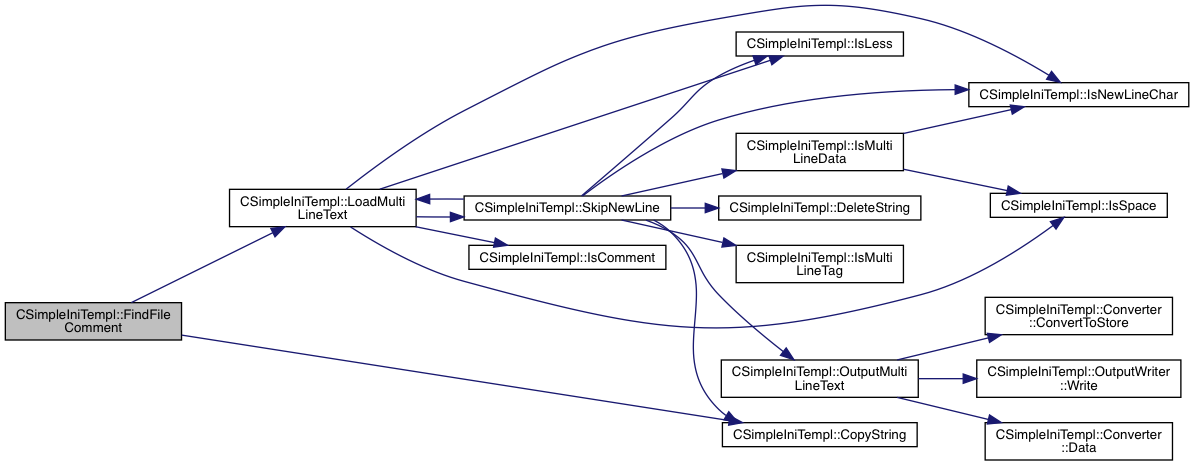 CSimpleIniTempl::FindFile
Comment
CSimpleIniTempl::LoadMulti
LineText
CSimpleIniTempl::SkipNewLine
CSimpleIniTempl::IsComment
CSimpleIniTempl::IsLess
CSimpleIniTempl::IsMulti
LineData
CSimpleIniTempl::DeleteString
CSimpleIniTempl::IsMulti
LineTag
CSimpleIniTempl::OutputMulti
LineText
CSimpleIniTempl::CopyString
CSimpleIniTempl::IsNewLineChar
CSimpleIniTempl::IsSpace
CSimpleIniTempl::Converter
::ConvertToStore
CSimpleIniTempl::OutputWriter
::Write
CSimpleIniTempl::Converter
::Data